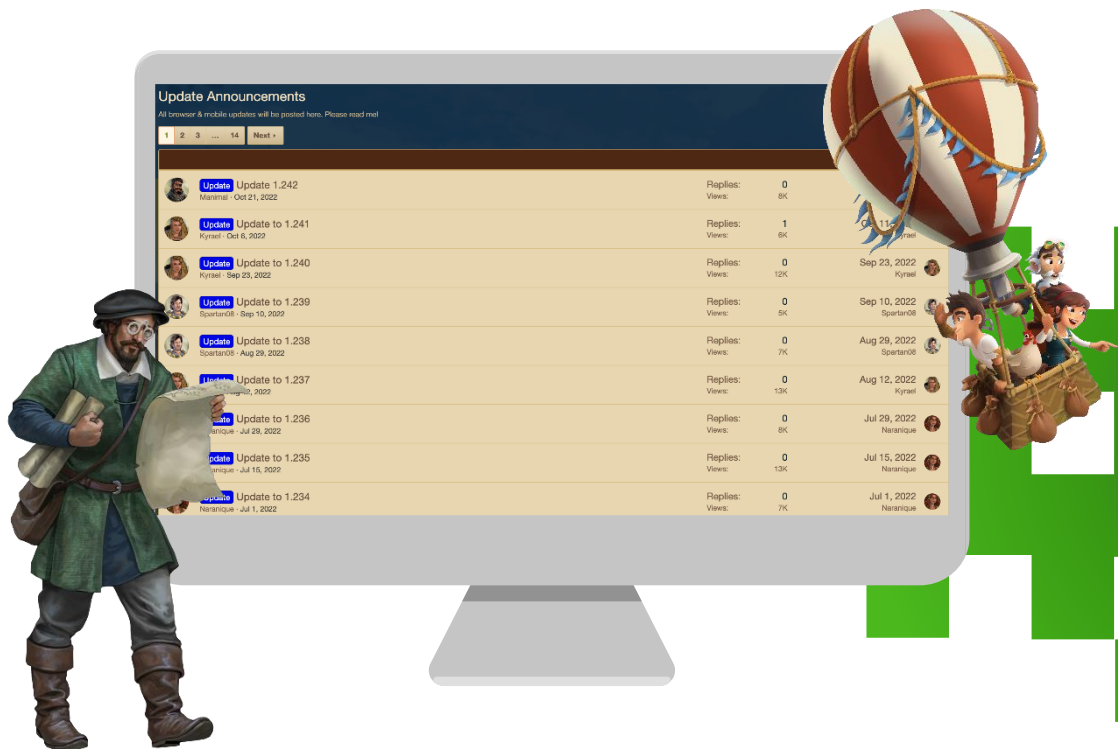 Update Announcements
All browser & mobile updates will be posted here. Please read me!
1 2 3 ... 14 Next
Update Update 1.242 Replies: 0
Manimal · Oct 21, 2022 Views: 8K
Update Update to 1.241 Replies: 1
Kyrael · Oct 6, 2022 Views: 6K
Update Update to 1.240 Replies: 0 Sep 23, 2022
Kyrael · Sep 23, 2022 Views: 12K Kyrael
Update Update to 1.239 Replies: 0 Sep 10, 2022
Spartan08 · Sep 10, 2022 Views: 5K Spartan08
Update Update to 1.238 Replies: 0 Aug 29, 2022
Spartan08 · Aug 29, 2022 Views: 7K Spartan08
Update Update to 1.237 Replies: 0 Aug 12, 2022
2, 2022 Views: 13K Kyrael
Update to 1.236 Replies: 0 Jul 29, 2022
Jul 29, 2022 Views: 8K Naranique
Update to 1.235 Replies: 0 Jul 15, 2022
Jul 15, 2022 Views: 13K Naranique
Update Update to 1.234 Replies: 0 Jul 1, 2022
Naranique · Jul 1, 2022 Views: 7K Naranique